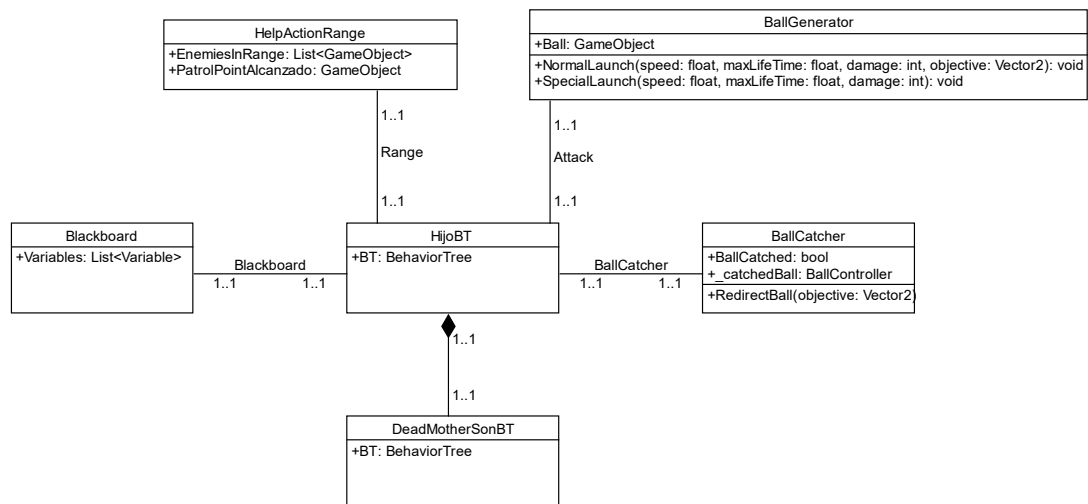 HelpActionRange
+EnemiesInRange: List<GameObject>
+PatrolPointAlcanzado: GameObject
BallGenerator
+Ball: GameObject
+NormalLaunch(speed: float, maxLifeTime: float, damage: int, objective: Vector2): void
+SpecialLaunch(speed: float, maxLifeTime: float, damage: int): void
1..1
Range
1..1
1..1
Attack
1..1
Blackboard
+Variables: List<Variable>
Blackboard
1..1
1..1
HijoBT
+BT: BehaviorTree
BallCatcher
1..1
1..1
BallCatcher
+BallCatched: bool
+_catchedBall: BallController
+RedirectBall(objective: Vector2)
1..1
1..1
DeadMotherSonBT
+BT: BehaviorTree